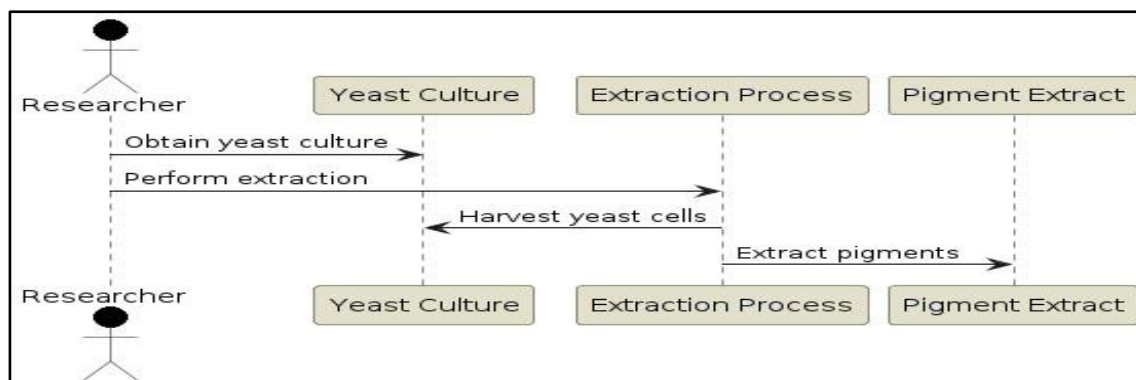 Researcher
Yeast Culture
Extraction Process
Pigment Extract
Obtain yeast culture
Perform extraction
Harvest yeast cells
Extract pigments
Researcher
Yeast Culture
Extraction Process
Pigment Extract